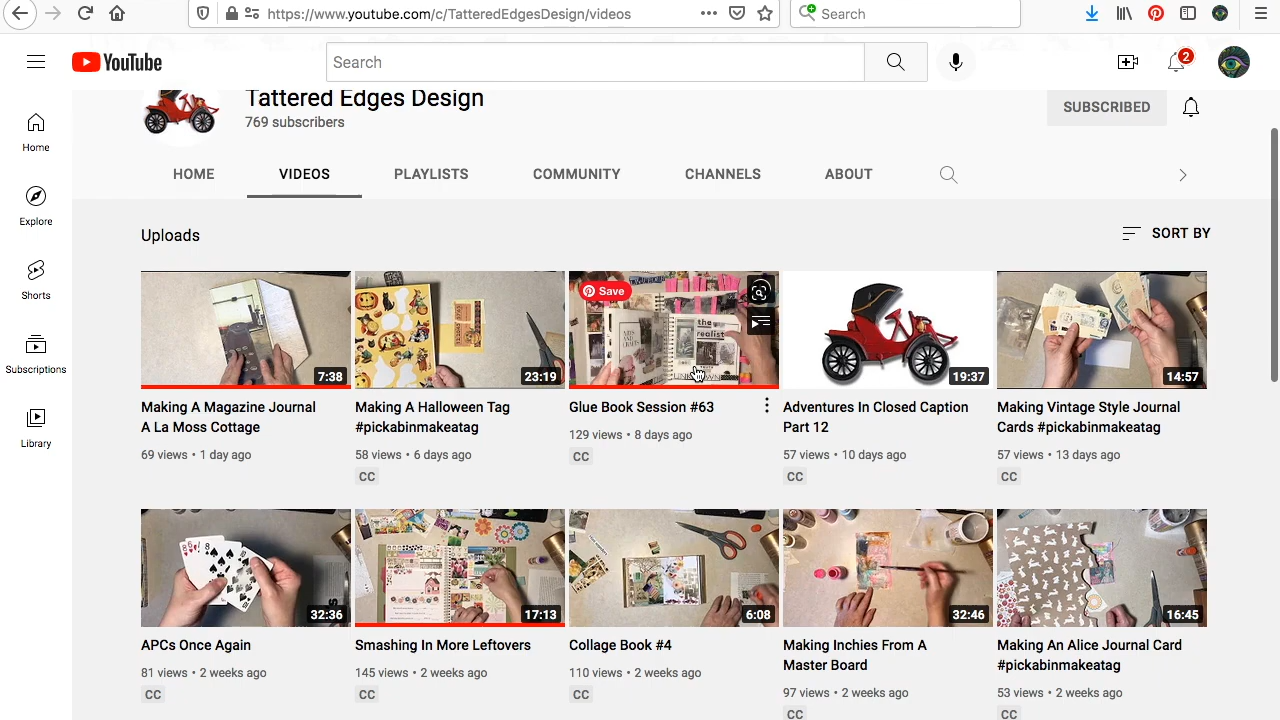 https://www.youtube.com/c/TatteredEdgesDesign/videos
Search
YouTube
Search
2
Tattered Edges Design
769 subscribers
SUBSCRIBED
Home
Explore
Shorts
Subscriptions
Library
HOME
VIDEOS
PLAYLISTS
COMMUNITY
CHANNELS
ABOUT
Uploads
SORT BY
7:38
23:19
Save
the
realist
19:37
14:57
Making A Magazine Journal
A La Moss Cottage
69 views • 1 day ago
Making A Halloween Tag
#pickabinmakeatag
58 views • 6 days ago
CC
Glue Book Session #63
129 views • 8 days ago
CC
Adventures In Closed Caption
Part 12
57 views • 10 days ago
CC
Making Vintage Style Journal
Cards #pickabinmakeatag
57 views • 13 days ago
CC
32:36
17:13
6:08
32:46
16:45
APCs Once Again
81 views • 2 weeks ago
CC
Smashing In More Leftovers
145 views • 2 weeks ago
CC
Collage Book #4
110 views • 2 weeks ago
CC
Making Inchies From A
Master Board
97 views • 2 weeks ago
CC
Making An Alice Journal Card
#pickabinmakeatag
53 views • 2 weeks ago
CC